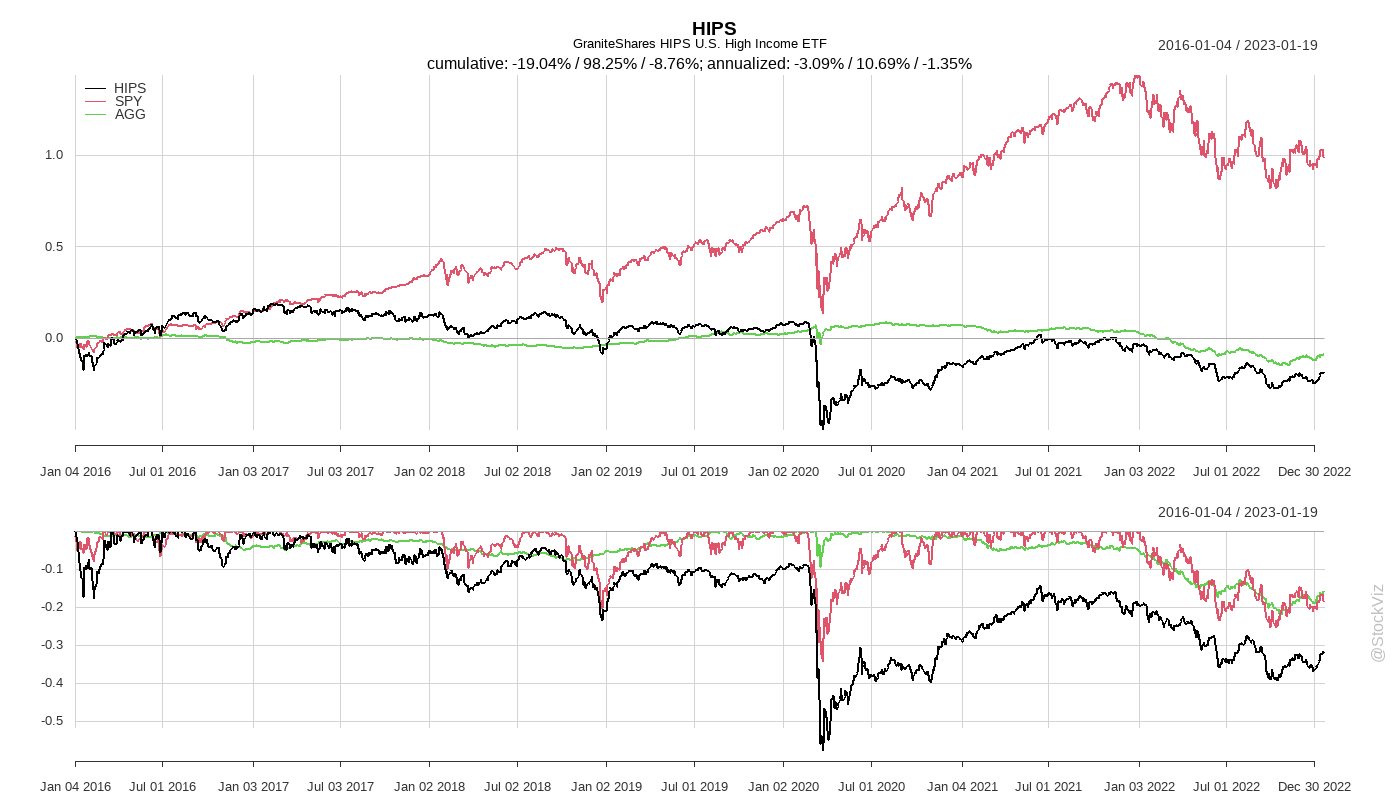 HIPS
GraniteShares HIPS U.S. High Income ETF
2016-01-04 / 2023-01-19
cumulative: -19.04% / 98.25% / -8.76%; annualized: -3.09% / 10.69% / -1.35%
HIPS
SPY
AGG
1.0
0.5
0.0
Jan 04 2016 Jul 01 2016 Jan 03 2017 Jul 03 2017 Jan 02 2018 Jul 02 2018 Jan 02 2019 Jul 01 2019 Jan 02 2020 Jul 01 2020 Jan 04 2021 Jul 01 2021 Jan 03 2022 Jul 01 2022 Dec 30 2022
2016-01-04 / 2023-01-19
-0.1
-0.2
-0.3
-0.4
-0.5
Jan 04 2016 Jul 01 2016 Jan 03 2017 Jul 03 2017 Jan 02 2018 Jul 02 2018 Jan 02 2019 Jul 01 2019 Jan 02 2020 Jul 01 2020 Jan 04 2021 Jul 01 2021 Jan 03 2022 Jul 01 2022 Dec 30 2022
@StockViz